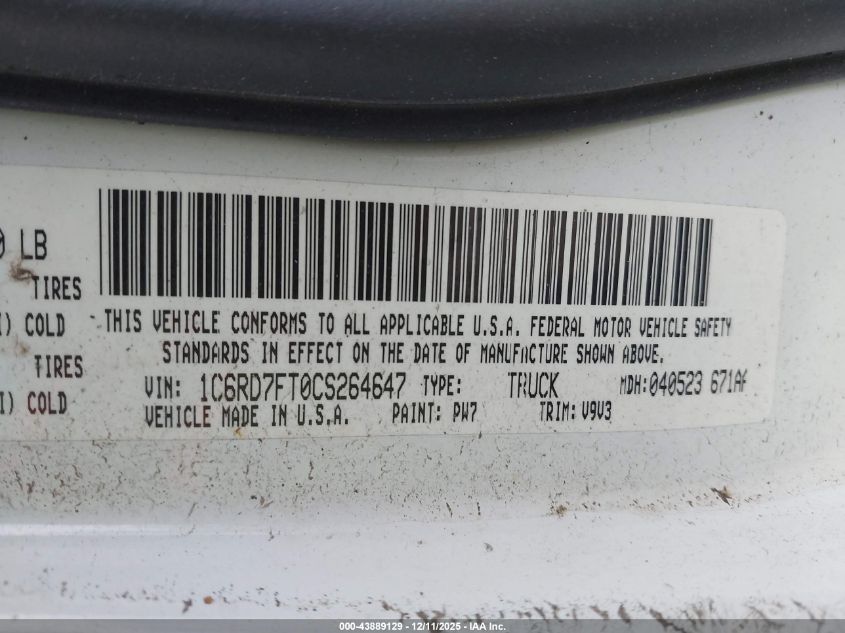 LB
TIRES
COLD
TIRES
COLD
THIS VEHICLE CONFORMS TO ALL APPLICABLE U.S.A. FEDERAL MOTOR VEHICLE SAFETY
STANDARDS IN EFFECT ON THE DATE OF MANUFACTURE SHOWN ABOVE.
VIN: 1C6RD7FT0CS264647 TYPE: TRUCK MDH: 040523 671A
VEHICLE MADE IN U.S.A. PAINT: PW7 TRIM: V9V3
000-43889129 - 12/11/2025 - IAA Inc.